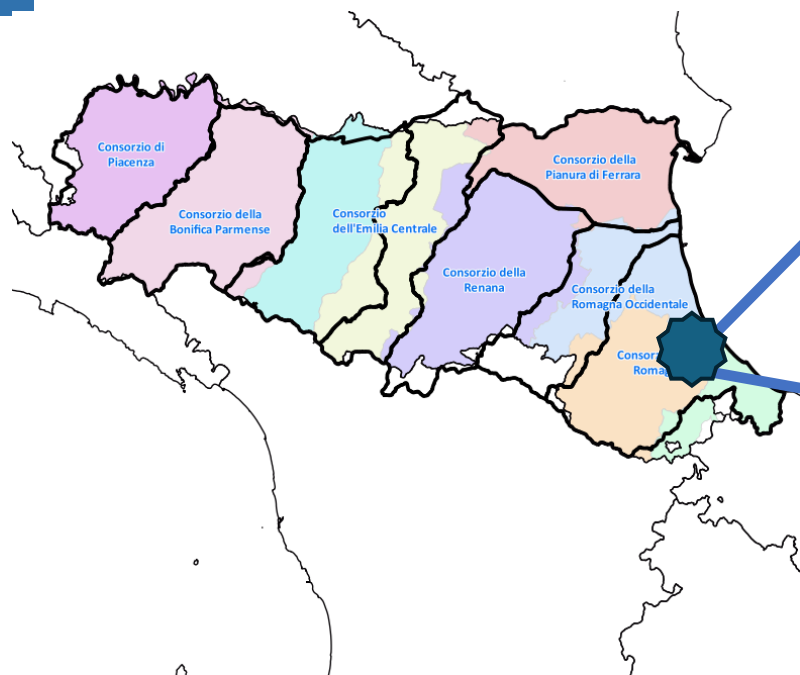 Consorzio di
Piacenza
Consorzio della
Bonifica Parmense
Consorzio
dell'Emilia Centrale
Consorzio della
Renana
Consorzio della
Pianura di Ferrara
Consorzio della
Romagna Occidentale